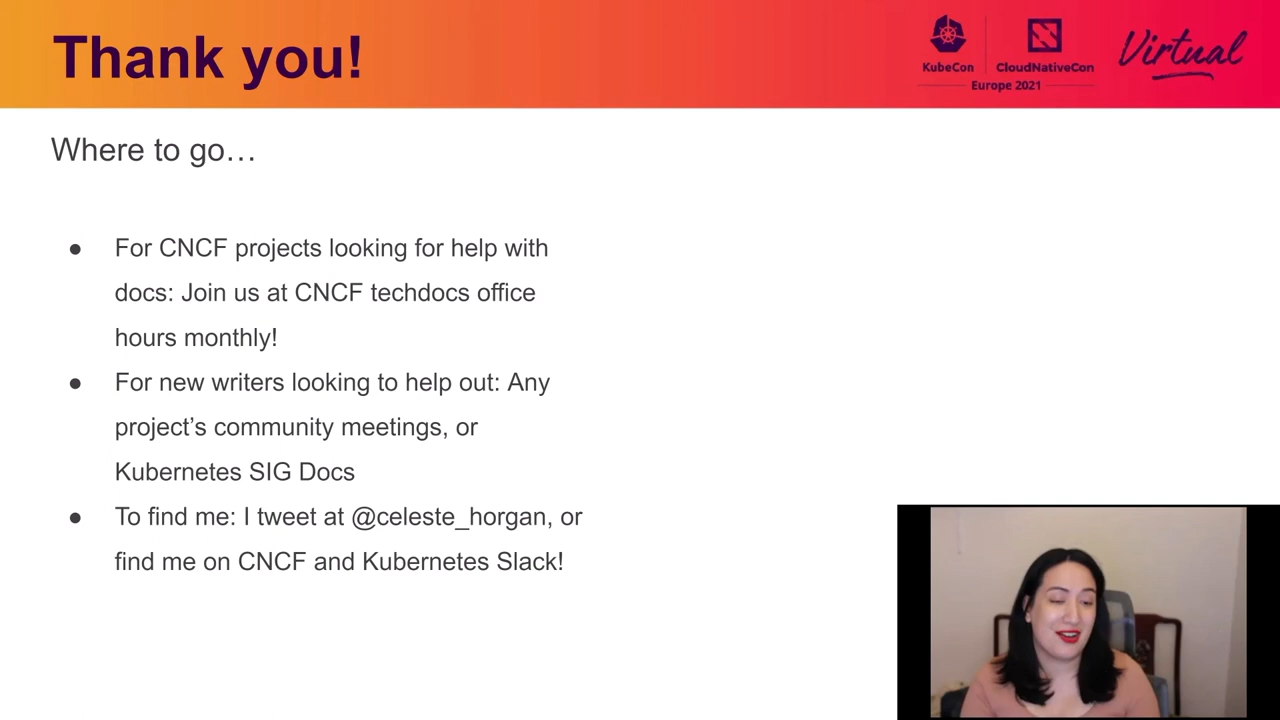 Thank you!
KubeCon
CloudNativeCon
Europe 2021
Virtual
Where to go…
● For CNCF projects looking for help with
docs: Join us at CNCF techdocs office
hours monthly!
● For new writers looking to help out: Any
project’s community meetings, or
Kubernetes SIG Docs
● To find me: I tweet at @celeste_horgan, or
find me on CNCF and Kubernetes Slack!